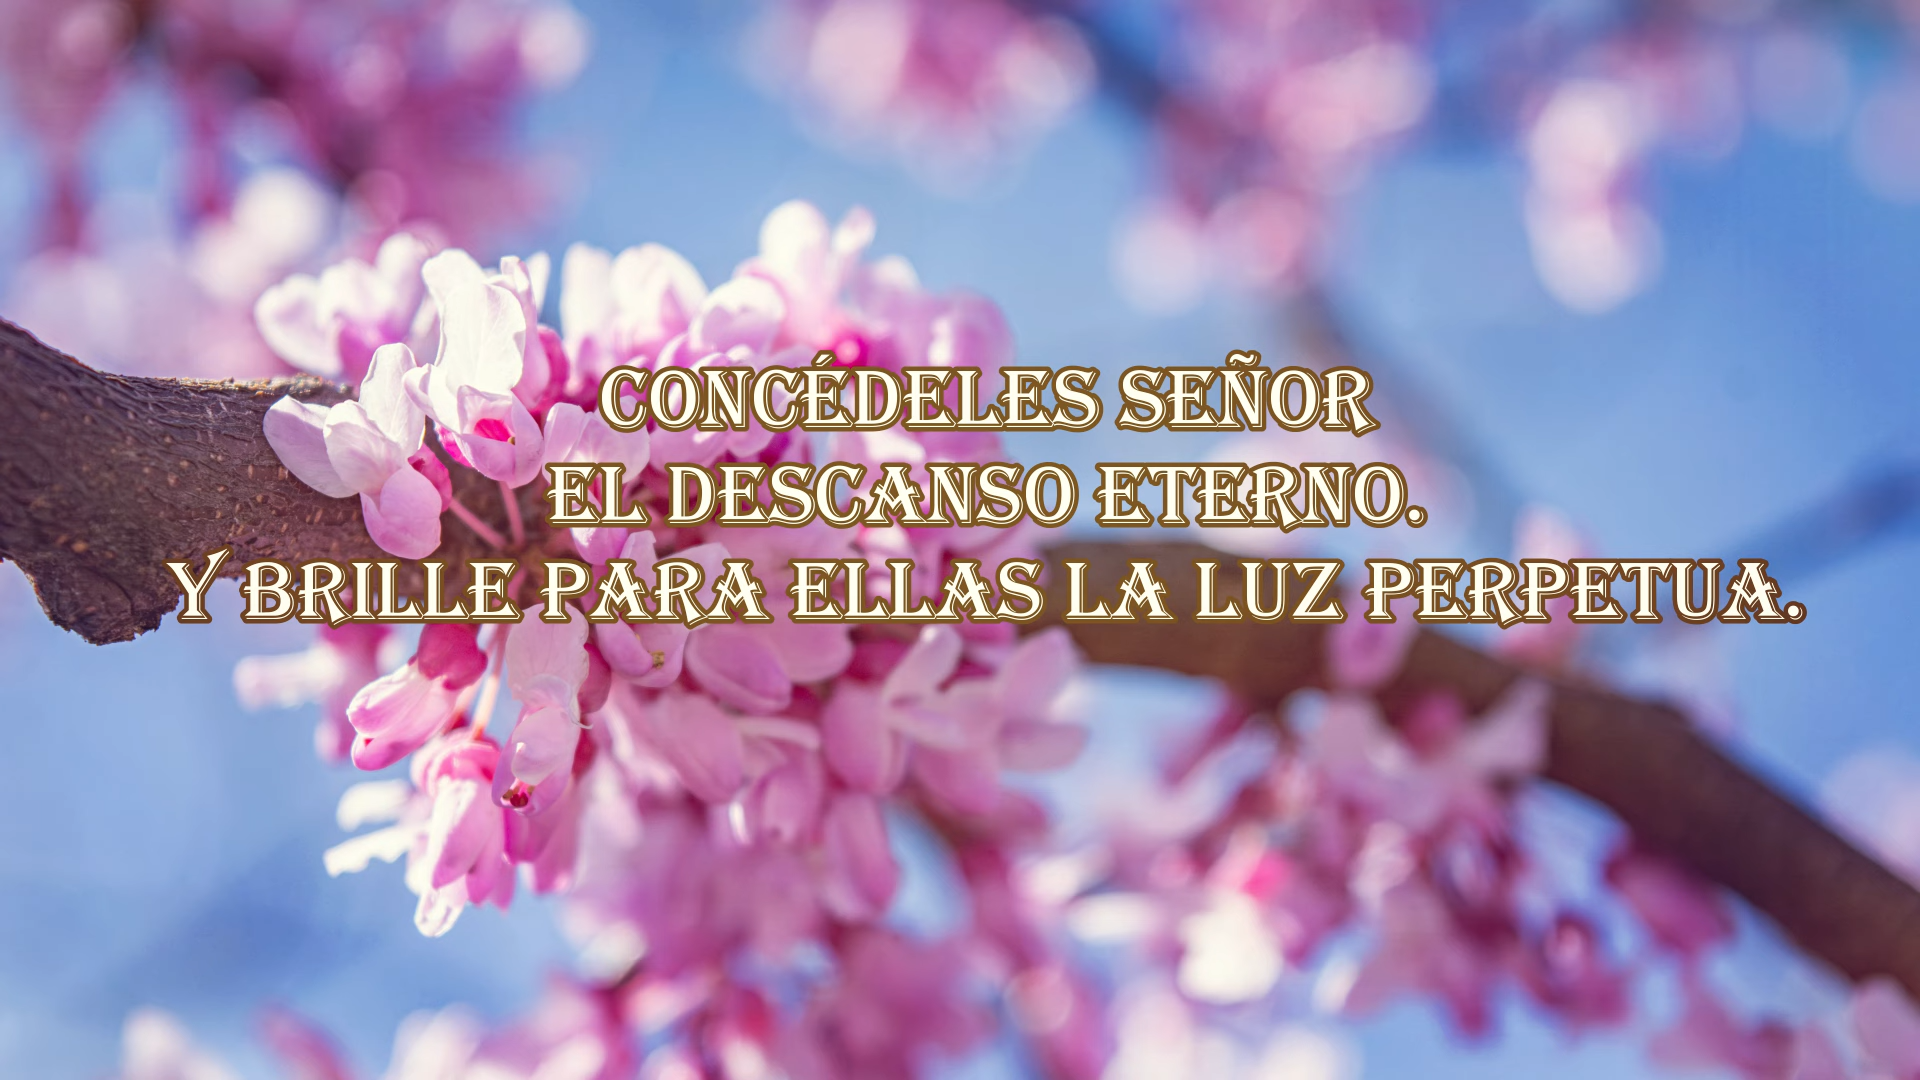 CONCÉDELES SEÑOR
EL DESCANSO ETERNO.
Y BRILLE PARA ELLAS LA LUZ PERPETUA.